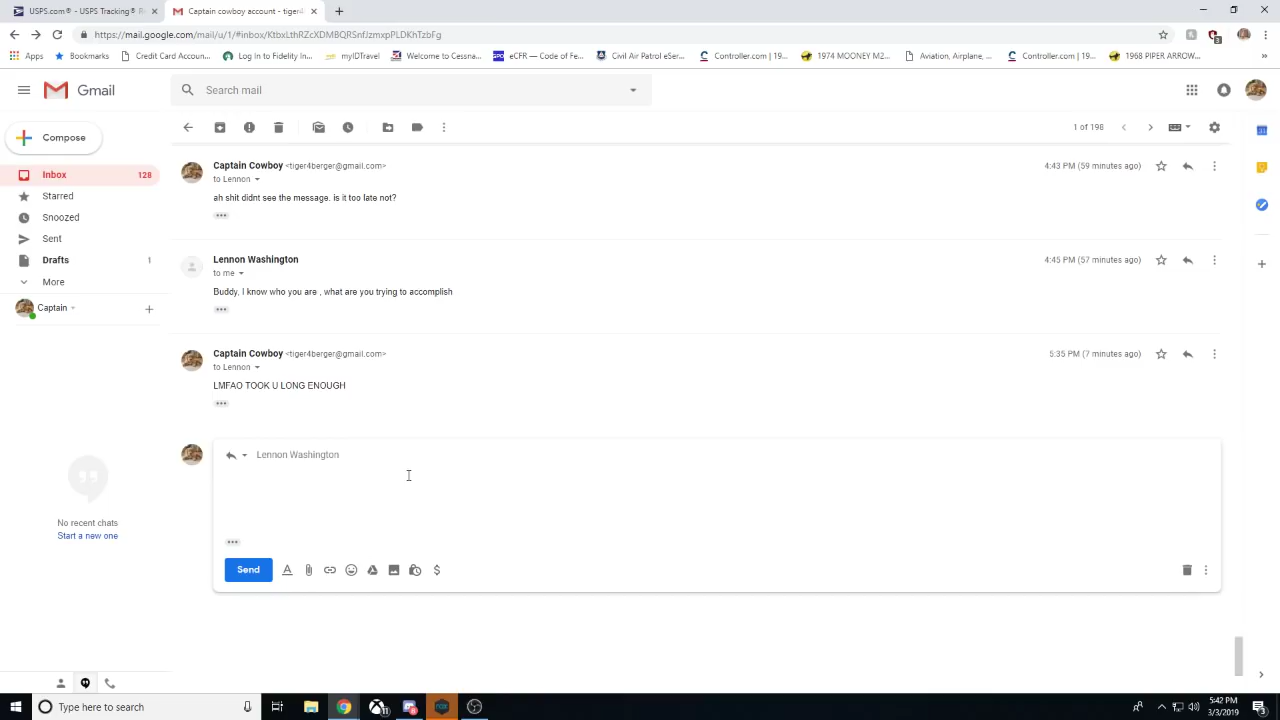 USPS.com® - USPS Tracking® R
Captain cowboy account - tiger4
https://mail.google.com/mail/u/1/#inbox/KtbxLthRZcXDMBQRSnfJzmxpPLDKhTzbFg
Apps
Bookmarks
Credit Card Accoun...
Log In to Fidelity In...
myIDTravel
Welcome to Cessna...
eCFR — Code of Fe...
Civil Air Patrol eSer...
Controller.com | 19...
1974 MOONEY M2...
Aviation, Airplane, ...
Controller.com | 19...
1968 PIPER ARROW...
Gmail
Search mail
Compose
1 of 198
Inbox 128
Starred
Snoozed
Sent
Drafts 1
More
Captain
Captain Cowboy <tiger4berger@gmail.com>
4:43 PM (59 minutes ago)
to Lennon
ah shit didnt see the message. is it too late not?
Lennon Washington
4:45 PM (57 minutes ago)
to me
Buddy, I know who you are , what are you trying to accomplish
Captain Cowboy <tiger4berger@gmail.com>
5:35 PM (7 minutes ago)
to Lennon
LMFAO TOOK U LONG ENOUGH
Lennon Washington
No recent chats
Start a new one
Send
Type here to search
5:42 PM
3/3/2019